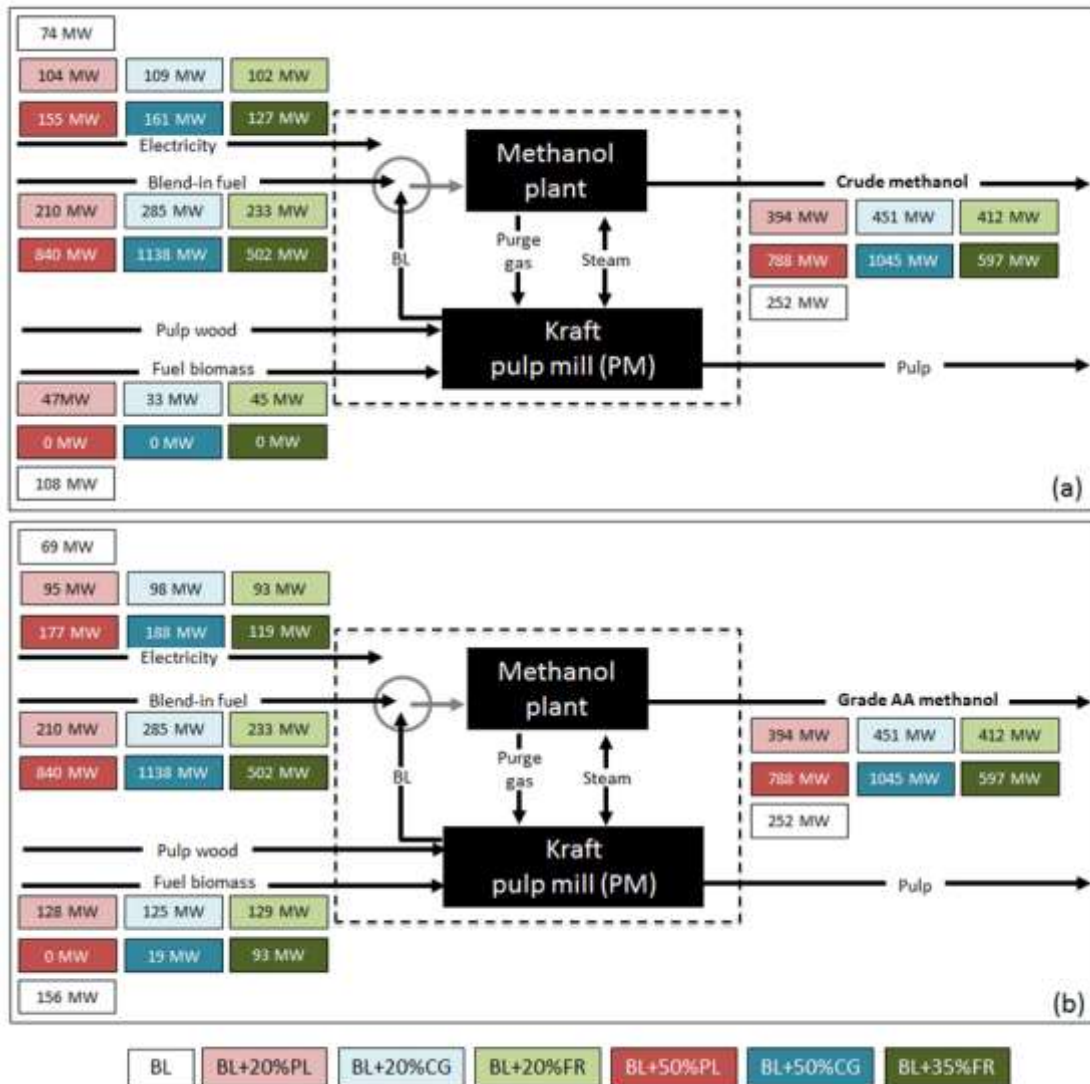 74 MW
104 MW 109 MW 102 MW
155 MW 161 MW 127 MW
Electricity
Blend-in fuel
210 MW 285 MW 233 MW
840 MW 1138 MW 502 MW
Methanol
plant
Crude methanol
394 MW 451 MW 412 MW
788 MW 1045 MW 597 MW
252 MW
BL
Purge
gas
Steam
Pulp wood
Fuel biomass
Kraft
pulp mill (PM)
Pulp
47MW 33 MW 45 MW
0 MW 0 MW 0 MW
108 MW
(a)
69 MW
95 MW 98 MW 93 MW
177 MW 188 MW 119 MW
Electricity
Blend-in fuel
210 MW 285 MW 233 MW
840 MW 1138 MW 502 MW
Methanol
plant
Grade AA methanol
394 MW 451 MW 412 MW
788 MW 1045 MW 597 MW
252 MW
BL
Purge
gas
Steam
Pulp wood
Fuel biomass
Kraft
pulp mill (PM)
Pulp
128 MW 125 MW 129 MW
0 MW 19 MW 93 MW
156 MW
(b)
BL BL+20%PL BL+20%CG BL+20%FR BL+50%PL BL+50%CG BL+35%FR